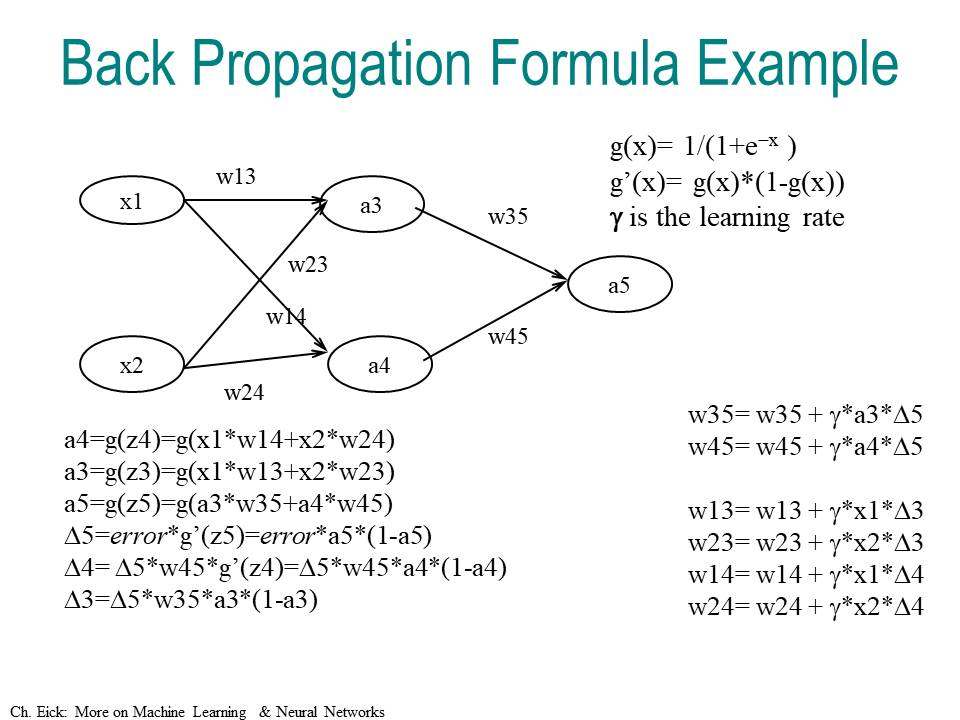 Back Propagation Formula Example
g(x)= 1/(1+e–x )
g’(x)= g(x)*(1-g(x))
γ is the learning rate
w13
x1
a3
w35
w23
a5
w14
w45
x2
a4
w24
a4=g(z4)=g(x1*w14+x2*w24)
a3=g(z3)=g(x1*w13+x2*w23)
a5=g(z5)=g(a3*w35+a4*w45)
Δ5=error*g’(z5)=error*a5*(1-a5)
Δ4= Δ5*w45*g’(z4)=Δ5*w45*a4*(1-a4)
Δ3=Δ5*w35*a3*(1-a3)
w35= w35 + γ*a3*Δ5
w45= w45 + γ*a4*Δ5
w13= w13 + γ*x1*Δ3
w23= w23 + γ*x2*Δ3
w14= w14 + γ*x1*Δ4
w24= w24 + γ*x2*Δ4
Ch. Eick: More on Machine Learning & Neural Networks